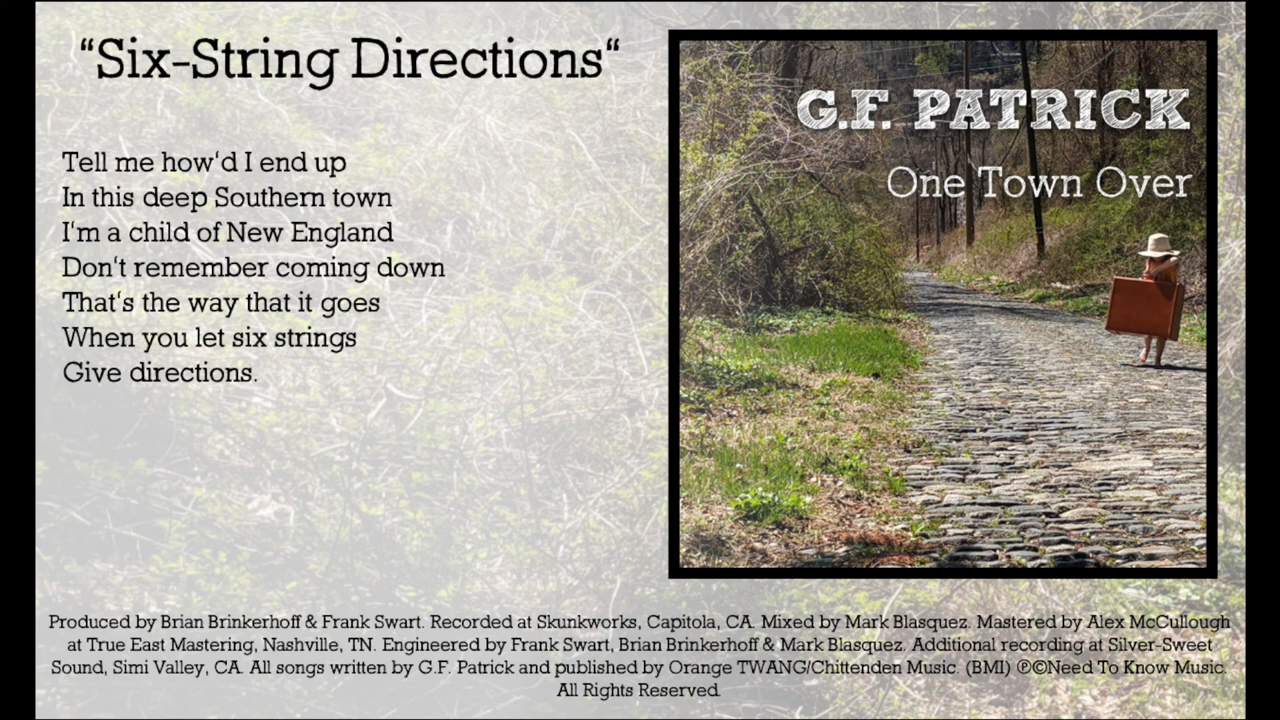 “Six-String Directions“
Tell me how‘d I end up
In this deep Southern town
I‘m a child of New England
Don‘t remember coming down
That‘s the way that it goes
When you let six strings
Give directions.
G.F. PATRICK
One Town Over
Produced by Brian Brinkerhoff & Frank Swart. Recorded at Skunkworks, Capitola, CA. Mixed by Mark Blasquez. Mastered by Alex McCullough
at True East Mastering, Nashville, TN. Engineered by Frank Swart, Brian Brinkerhoff & Mark Blasquez. Additional recording at Silver-Sweet
Sound, Simi Valley, CA. All songs written by G.F. Patrick and published by Orange TWANG/Chittenden Music. (BMI) ℗©Need To Know Music.
All Rights Reserved.